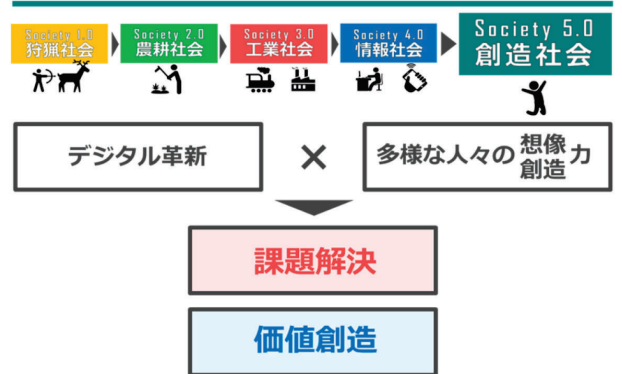 Society 1.0
狩猟社会
Society 2.0
農耕社会
Society 3.0
工業社会
Society 4.0
情報社会
Society 5.0
創造社会
デジタル革新
×
多様な人々の想像力
創造
課題解決
価値創造